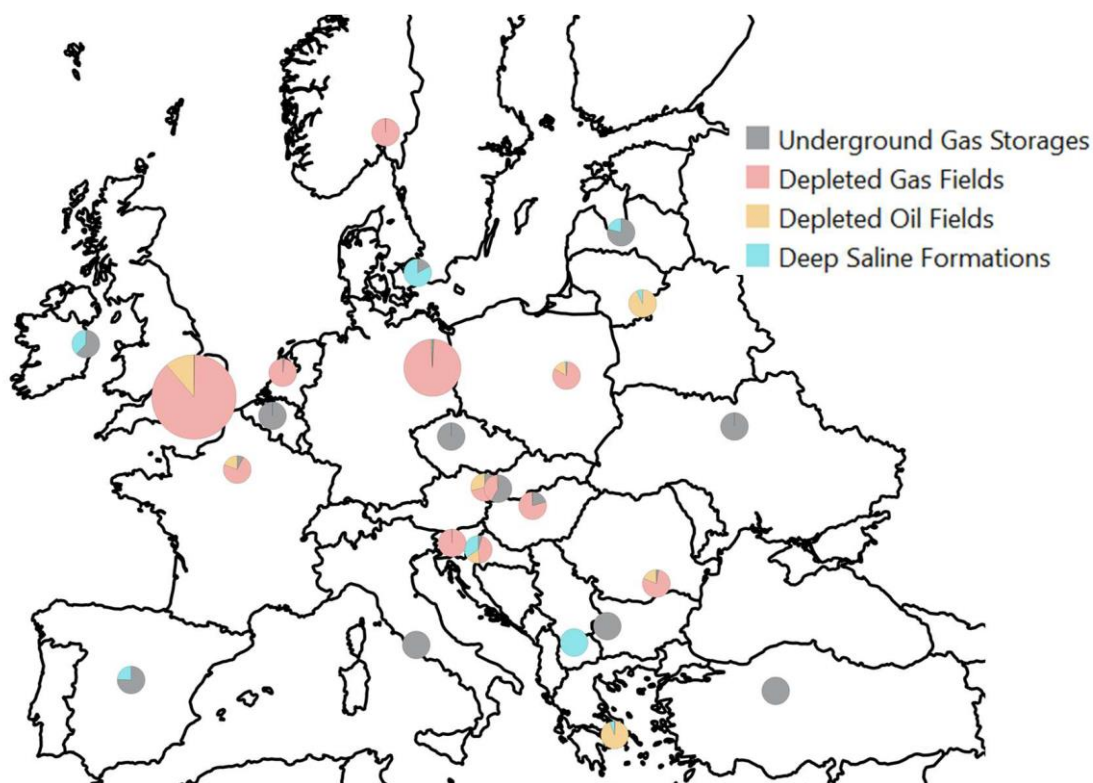 Underground Gas Storages
Depleted Gas Fields
Depleted Oil Fields
Deep Saline Formations